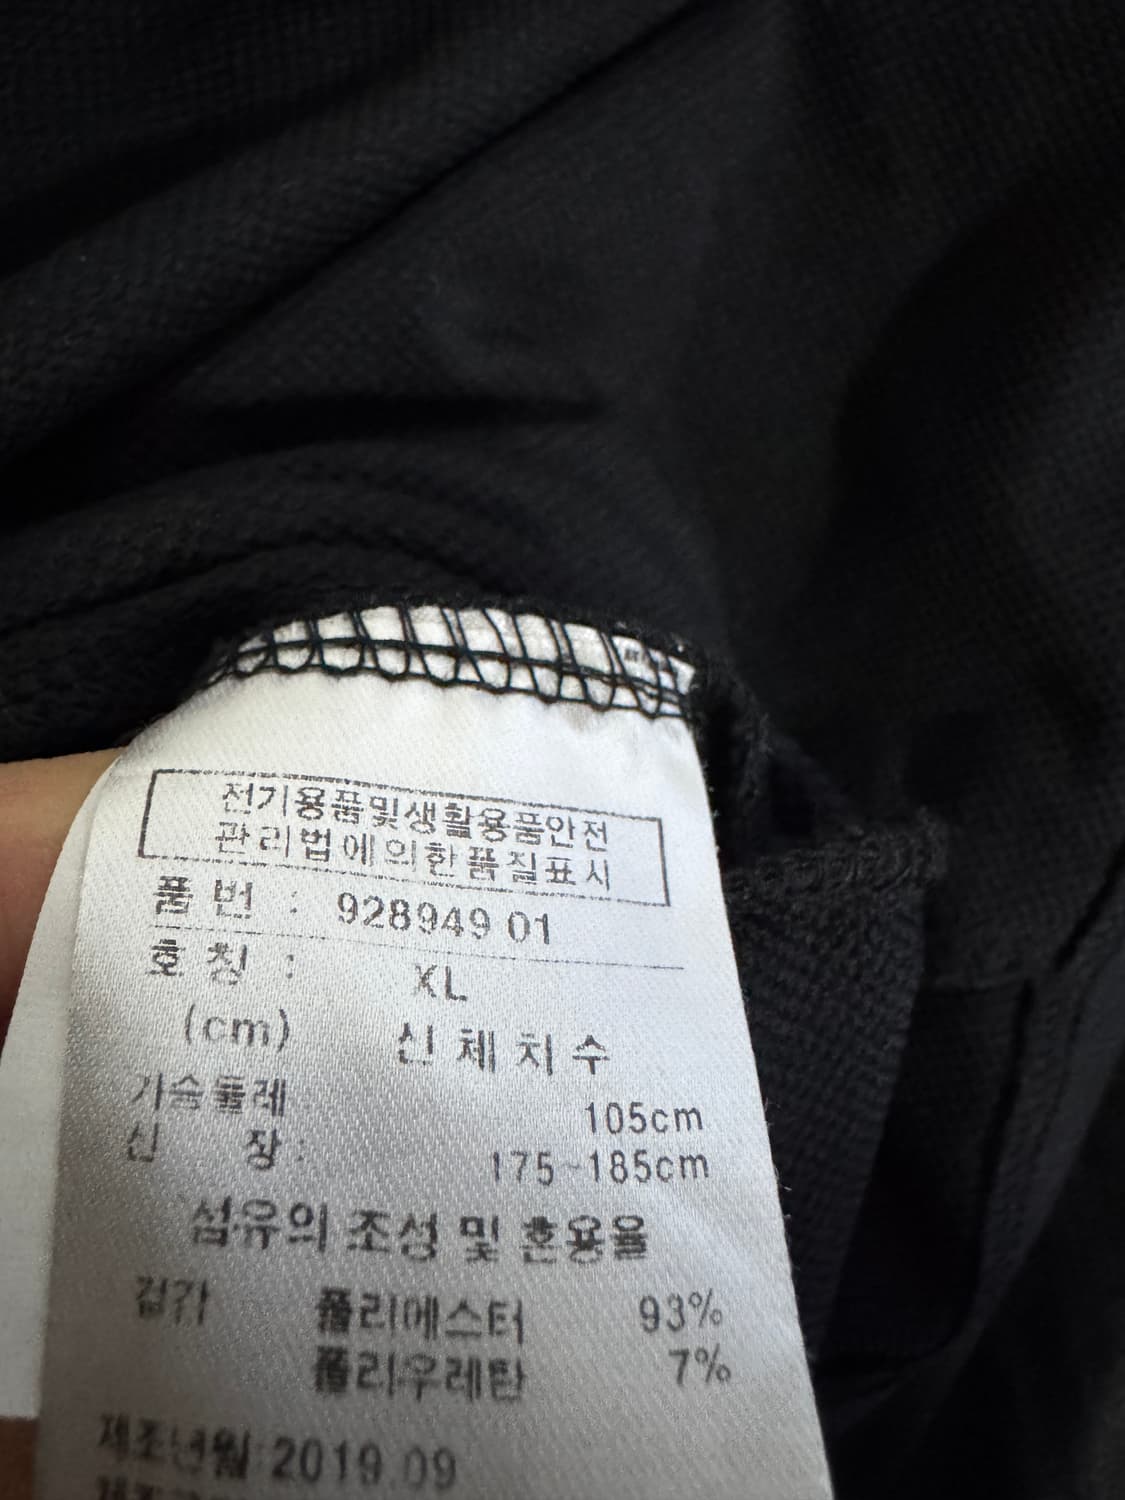 전기용품및생활용품안전
관리법에의한품질표시
품 번 : 928949 01
호 칭 : XL
(cm) 신 체 치 수
가슴둘레 : 105cm
신 장 : 175~185cm
섬유의 조성 및 혼용율
겉감 폴리에스터 93%
폴리우레탄 7%
제조년월 2019.09